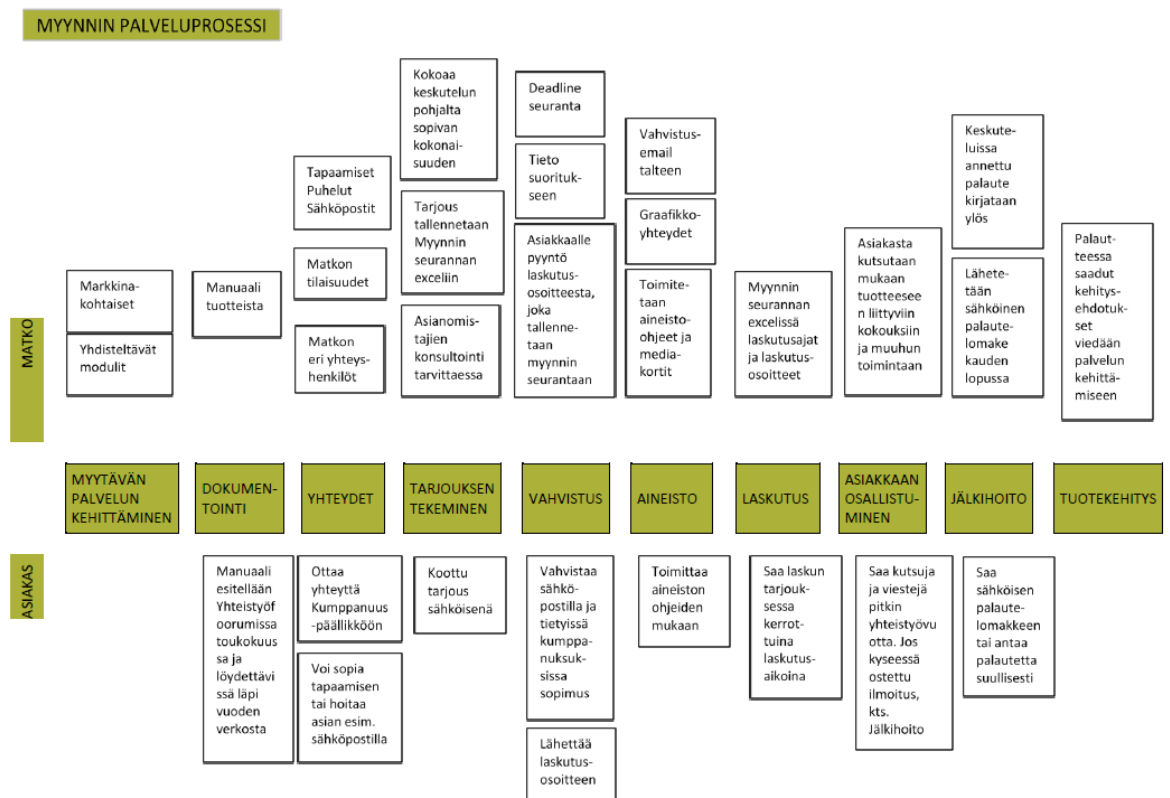 MYYNNIN PALVELUPROSESSI
Kokoaa
keskutelun
pohjalta
sopivan
kokonai-
suuden
Deadline
seuranta
Vahvistus-
email
talteen
Keskute-
luissa
annettu
palaute
kirjataan
ylös
Tapaamiset
Puhelut
Sähköpostit
Tieto
suorituk-
seen
Tarjous
tallennetaan
Myynnin
seurannan
exceliin
Graafikko-
yhteydet
Asiakkaalle
pyyntö
laskutus-
osoitteesta,
joka
tallenne-
taan
myynnin
seurantaan
Asiakasta
kutsutaan
mukaan
tuotteesee
n liittyviin
kokouksiin
ja muuhun
toimintaan
Palaut-
teessa
saadut
kehitys-
ehdotuk-
set
viedään
palvelun
kehittä-
miseen
Markkina-
kohtaiset
Manuaali
tuotteista
Matkon
tilaisuudet
Toimite-
taan
aineisto-
ohjeet ja
media-
kortit
Myynnin
seurannan
excelissä
laskutusajat
ja laskutus-
osoitteet
Lähete-
tään
sähköinen
palaute-
lomake
kauden
lopussa
Yhdisteltävät
modulit
Matkon
eri yhteys-
henkilöt
Asianomis-
tajien
konsultointi
tarvittaessa
MATKO
MYYTÄVÄN
PALVELUN
KEHITTÄMINEN
DOKUMEN-
TOINTI
YHTEYDET
TARJOUKSEN
TEKEMINEN
VAHVISTUS
AINEISTO
LASKUTUS
ASIAKKAAN
OSALLISTU-
MINEN
JÄLKIHOITO
TUOTEKEHITYS
ASIAKAS
Manuaali
esitellään
Yhteistyöf
oorumissa
toukokuus
sa ja
löydettävi
ssä läpi
vuoden
verkosta
Ottaa
yhteyttä
Kumppanuus
-päällikköön
Voi sopia
tapaamisen
tai hoitaa
asian esim.
sähköpostilla
Koottu
tarjous
sähköisenä
Vahvistaa
sähkö-
postilla ja
tietyissä
kumppa-
nuksuk-
sissa
sopimus
Lähettää
laskutus-
osoitteen
Toimittaa
aineiston
ohjeiden
mukaan
Saa laskun
tarjouk-
sessa
kerrot-
tuina
laskutus-
aikoina
Saa kutsuja
ja viestejä
pitkin
yhteistyövu
otta. Jos
kyseessä
ostettu
ilmoitus,
kts.
Jälkihoito
Saa
sähköisen
palaute-
lomakkeen
tai antaa
palautetta
suullisesti